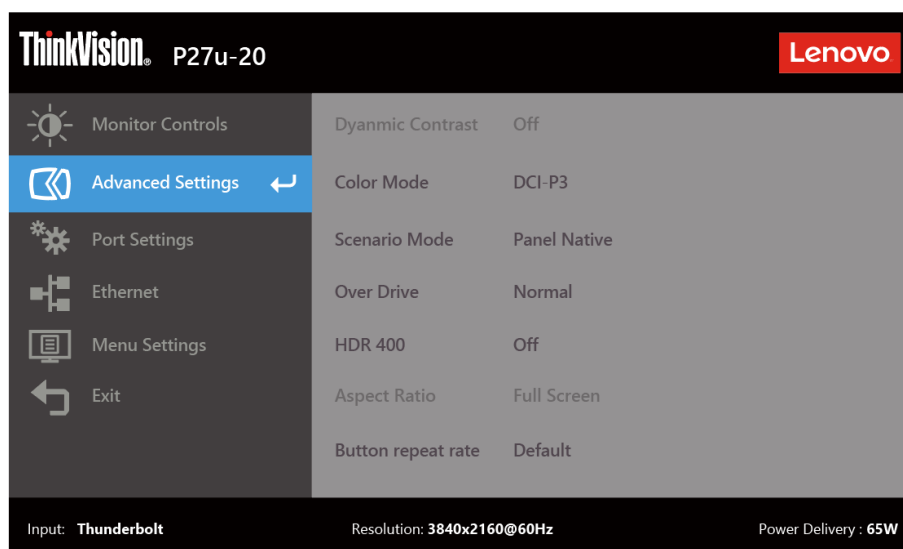 ThinkVision® P27u-20
Lenovo
Monitor Controls
Dyanmic Contrast Off
Advanced Settings
Color Mode DCI-P3
Port Settings
Scenario Mode Panel Native
Ethernet
Over Drive Normal
Menu Settings
HDR 400 Off
Exit
Aspect Ratio Full Screen
Button repeat rate Default
Input: Thunderbolt Resolution: 3840x2160@60Hz Power Delivery : 65W